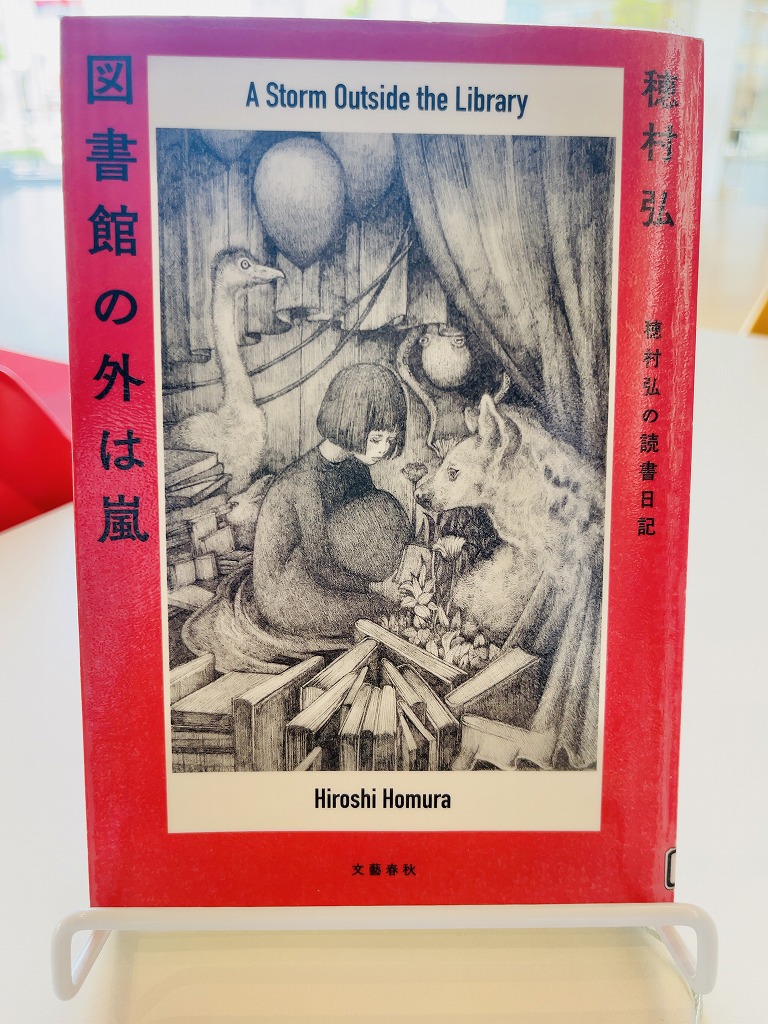 図書館の外は嵐
A Storm Outside the Library
穂村弘
穂村弘の読書日記
Hiroshi Homura
文藝春秋